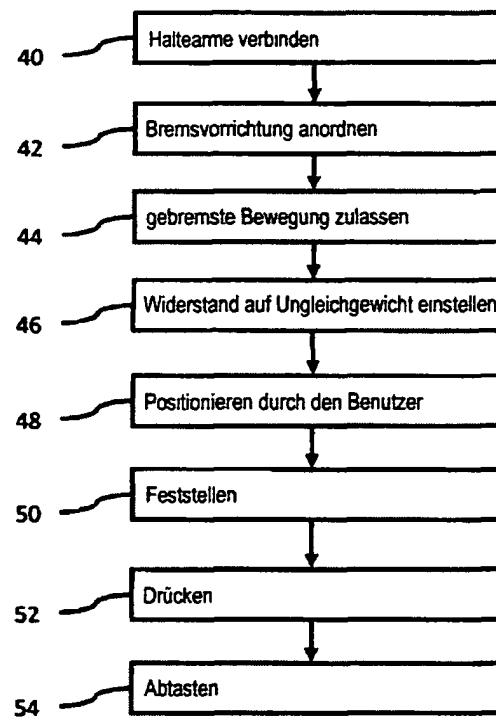 40 Haltearme verbinden
42 Bremsvorrichtung anordnen
44 gebremste Bewegung zulassen
46 Widerstand auf Ungleichgewicht einstellen
48 Positionieren durch den Benutzer
50 Feststellen
52 Drücken
54 Abtasten